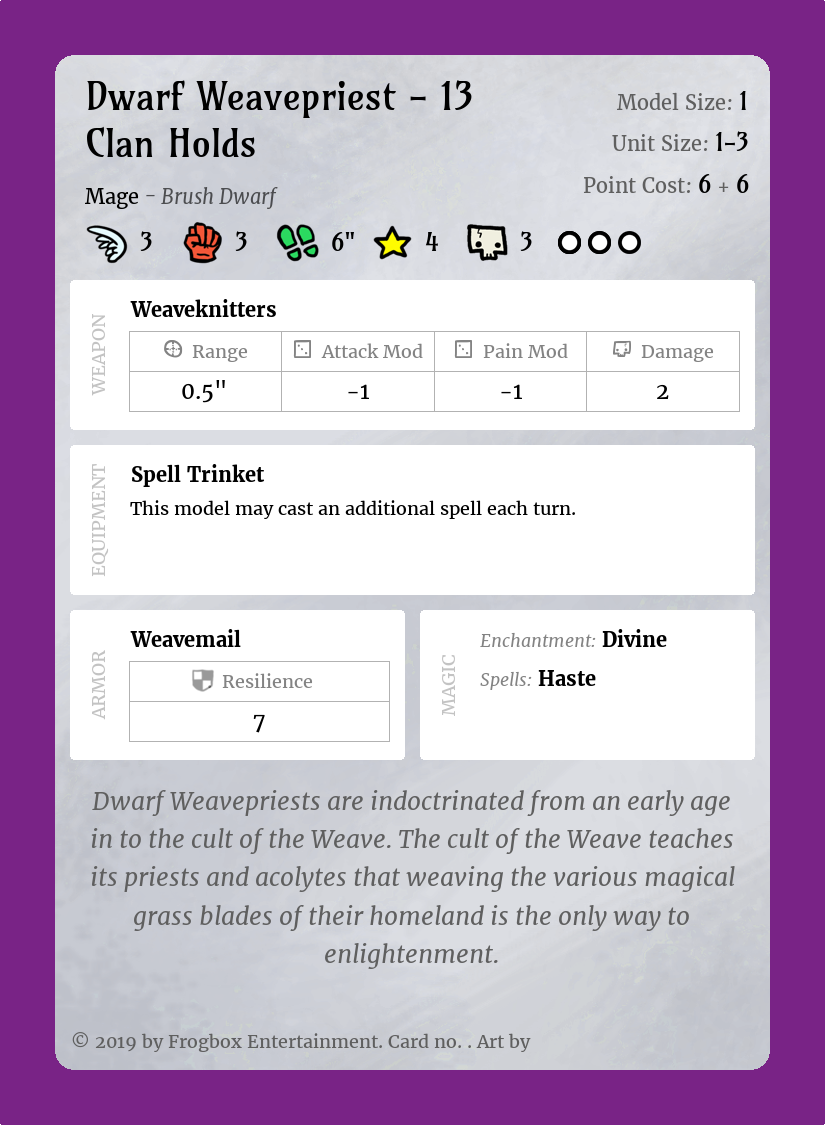 Dwarf Weavepriest - 13
Clan Holds
Model Size: 1
Unit Size: 1-3
Point Cost: 6 + 6
Mage - Brush Dwarf
3 3 6" 4 3
WEAPON
Weaveknitters
Range Attack Mod Pain Mod Damage
0.5" -1 -1 2
EQUIPMENT
Spell Trinket
This model may cast an additional spell each turn.
ARMOR
Weavemail
Resilience
7
MAGIC
Enchantment: Divine
Spells: Haste
Dwarf Weavepriests are indoctrinated from an early age
in to the cult of the Weave. The cult of the Weave teaches
its priests and acolytes that weaving the various magical
grass blades of their homeland is the only way to
enlightenment.
© 2019 by Frogbox Entertainment. Card no. . Art by